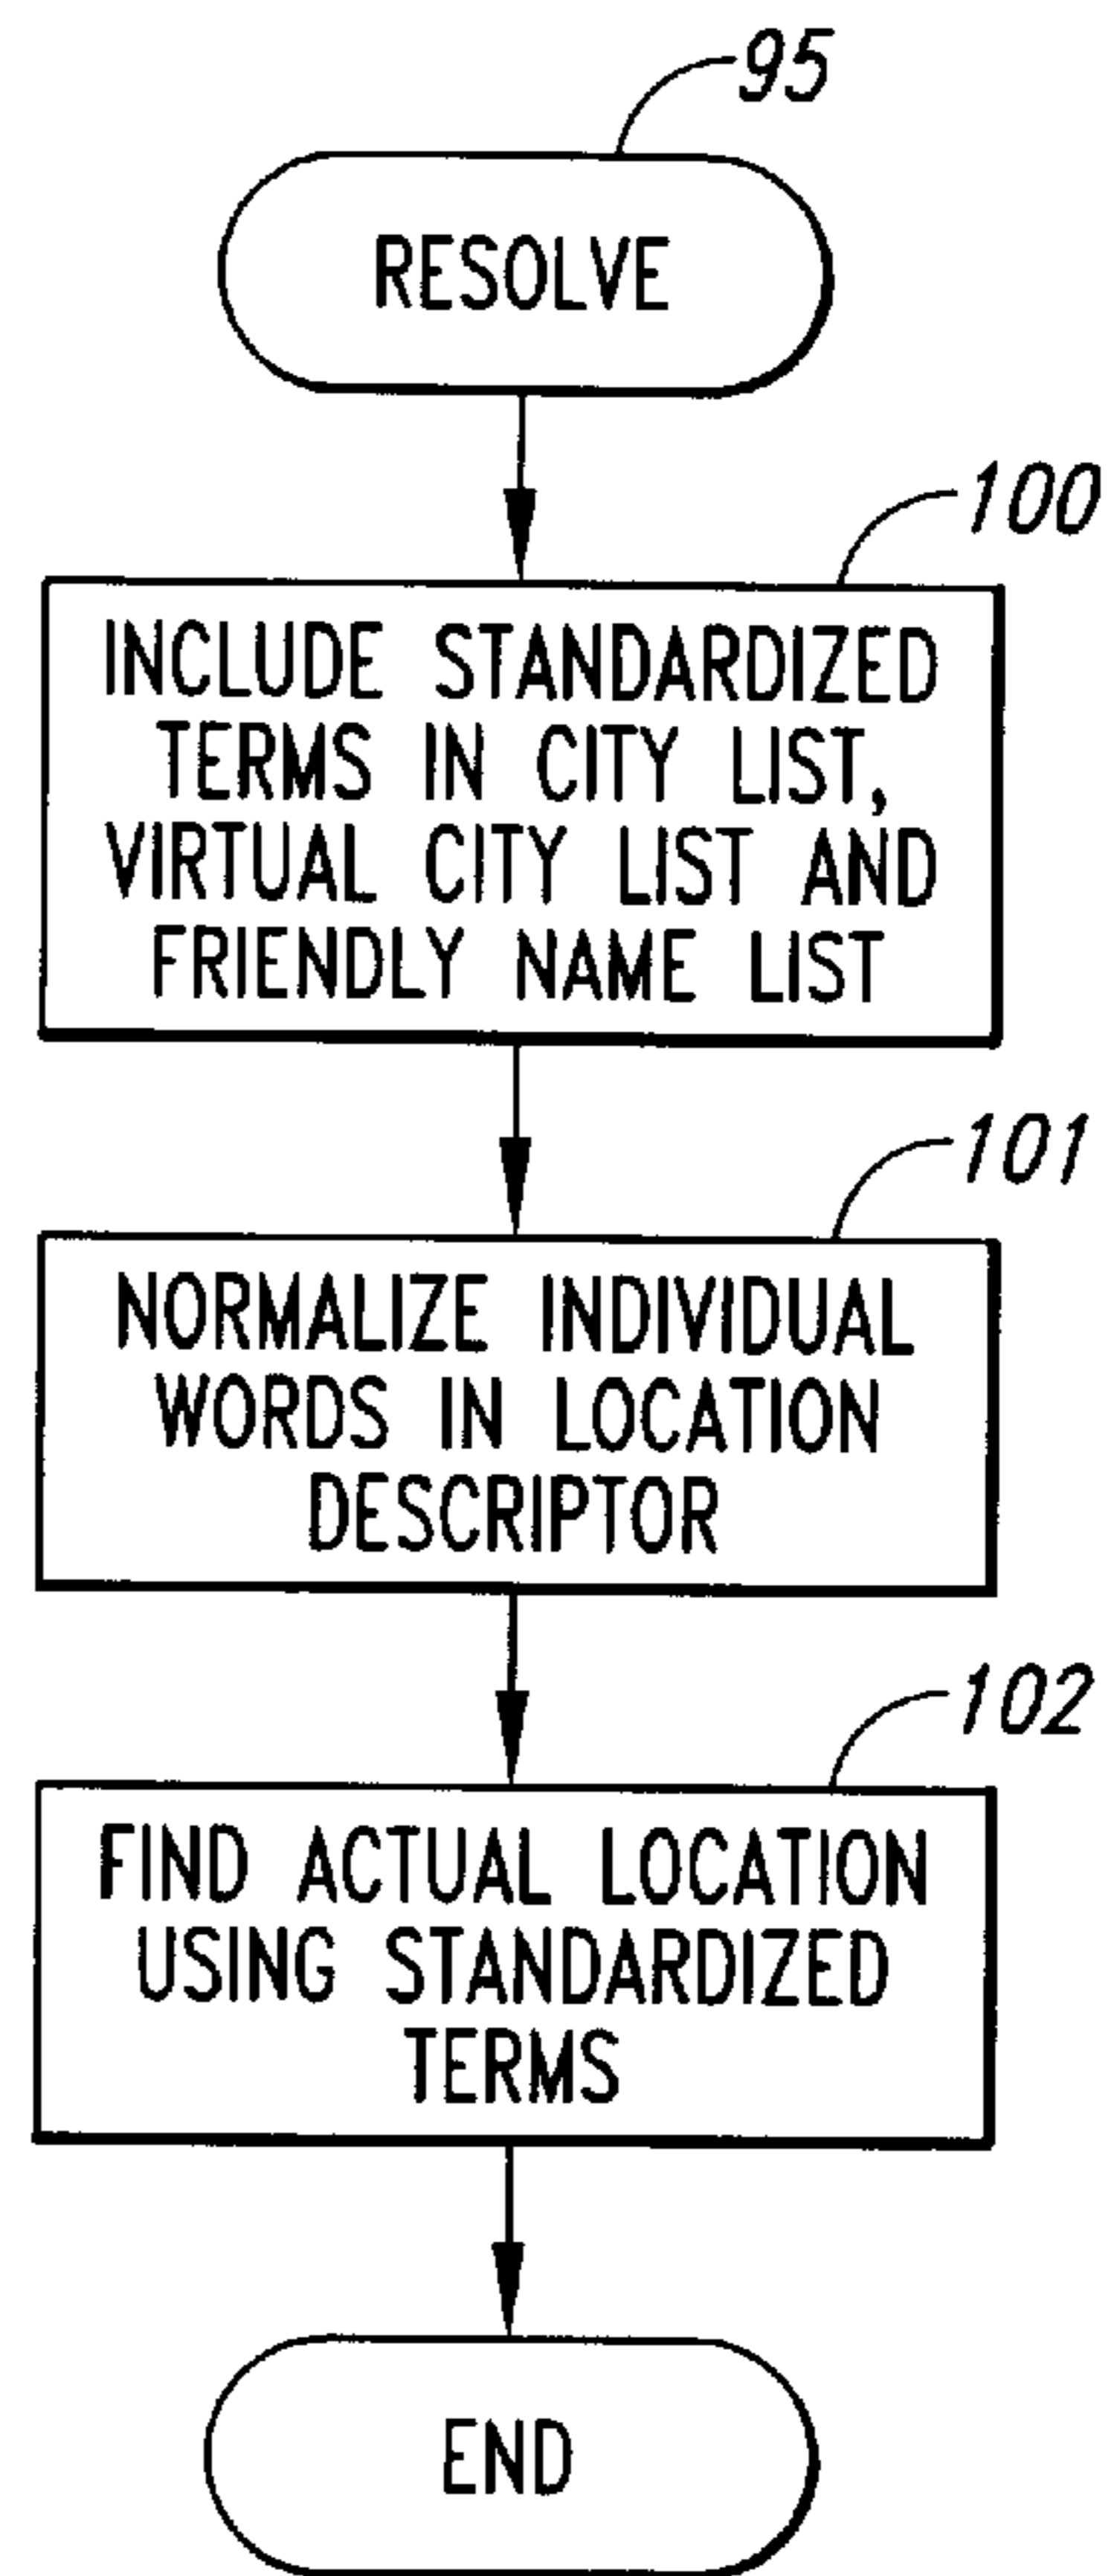 95
RESOLVE
100
INCLUDE STANDARDIZED
TERMS IN CITY LIST,
VIRTUAL CITY LIST AND
FRIENDLY NAME LIST
101
NORMALIZE INDIVIDUAL
WORDS IN LOCATION
DESCRIPTOR
102
FIND ACTUAL LOCATION
USING STANDARDIZED
TERMS
END